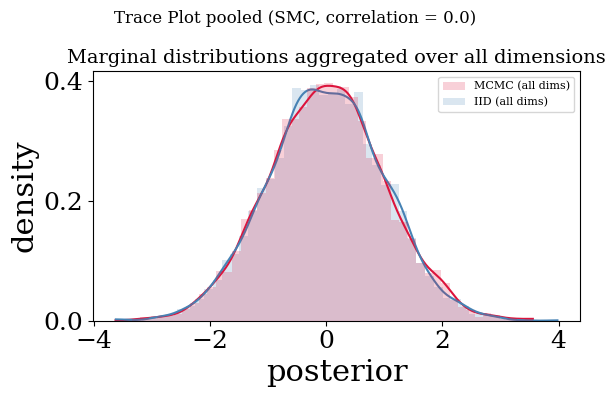 Trace Plot pooled (SMC, correlation = 0.0)
Marginal distributions aggregated over all dimensions
MCMC (all dims)
IID (all dims)
density
0.4
0.2
0.0
−4
−2
0
2
4
posterior